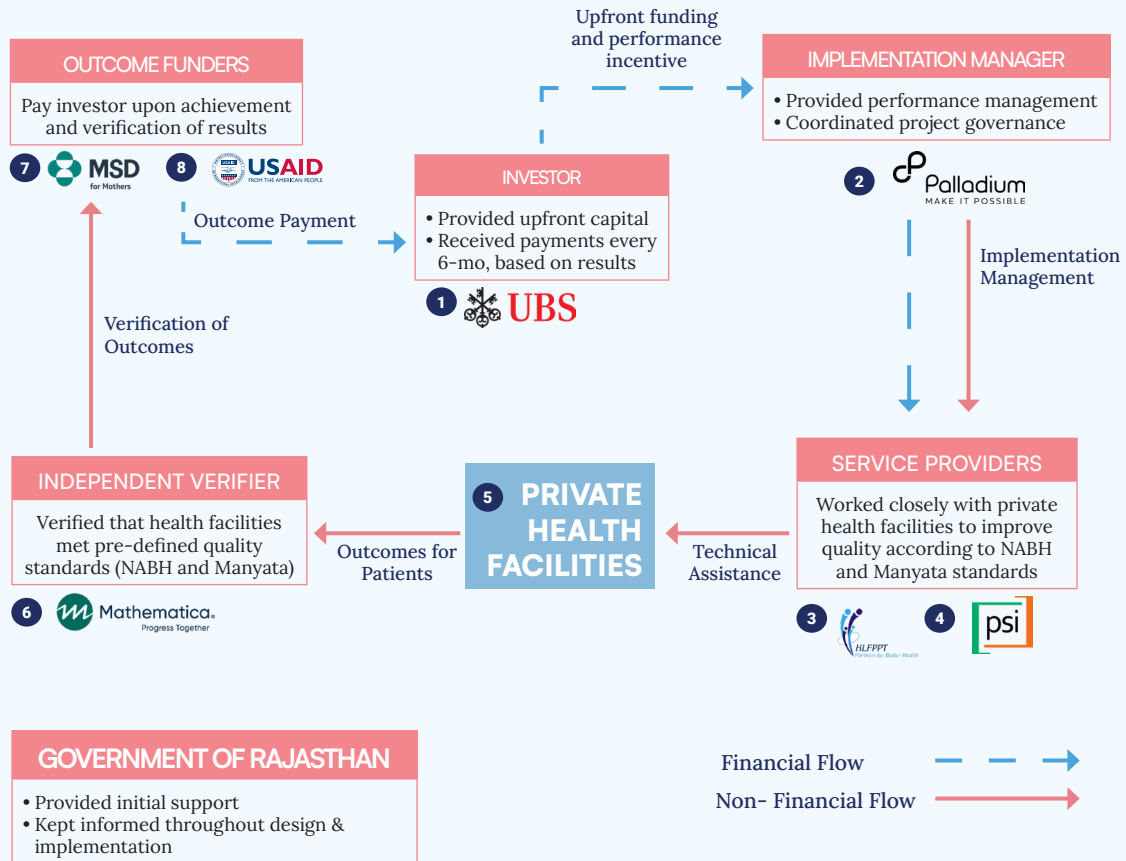 Upfront funding
and performance
incentive
OUTCOME FUNDERS
Pay investor upon achievement
and verification of results
7
MSD
for Mothers
8
USAID
FROM THE AMERICAN PEOPLE
Outcome Payment
INVESTOR
• Provided upfront capital
• Received payments every
6-mo, based on results
1
UBS
IMPLEMENTATION MANAGER
• Provided performance management
• Coordinated project governance
2
Palladium
MAKE IT POSSIBLE
Implementation
Management
Verification of
Outcomes
INDEPENDENT VERIFIER
Verified that health facilities
met pre-defined quality
standards (NABH and Manyata)
6
Mathematica.
Progress Together
Outcomes for
Patients
5
PRIVATE
HEALTH
FACILITIES
Technical
Assistance
SERVICE PROVIDERS
Worked closely with private
health facilities to improve
quality according to NABH
and Manyata standards
3
HLFPPT
Partners for Better Health
4
psi
GOVERNMENT OF RAJASTHAN
• Provided initial support
• Kept informed throughout design &
implementation
Financial Flow
Non- Financial Flow